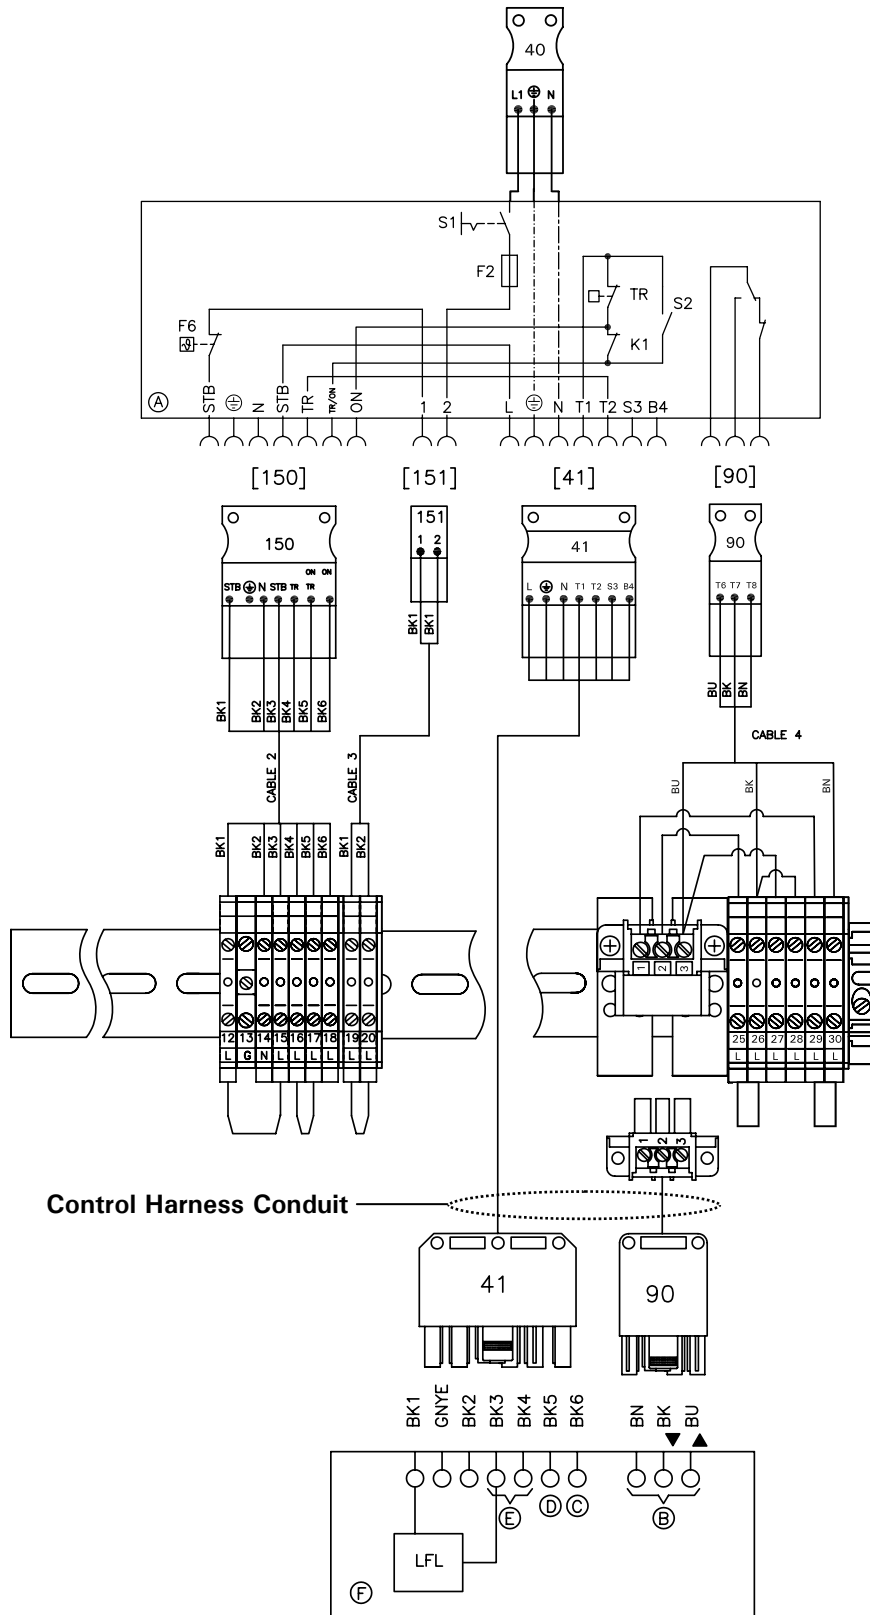 40
L1 N
S1
F2
TR
S2
F6
K1
A
STB N STB TR TR/ON ON 1 2 L N T1 T2 S3 B4
[150] [151] [41] [90]
150
151
41
90
ON ON
STB N STB TR TR
1 2
L N T1 T2 S3 B4
T6 T7 T8
BK1 BK2 BK3 BK4 BK5 BK6
BK1 BK1
BU BK BN
CABLE 2
CABLE 3
CABLE 4
BU BK BN
BK1 BK2 BK3 BK4 BK5 BK6 BK1 BK2
1 2 3
12 13 14 15 16 17 18 19 20
L G N L L L L L L
25 26 27 28 29 30
L L L L L L
1 2 3
Control Harness Conduit
41
90
BK1 GNYE BK2 BK3 BK4 BK5 BK6 BN BK BU
E D C B
LFL
F